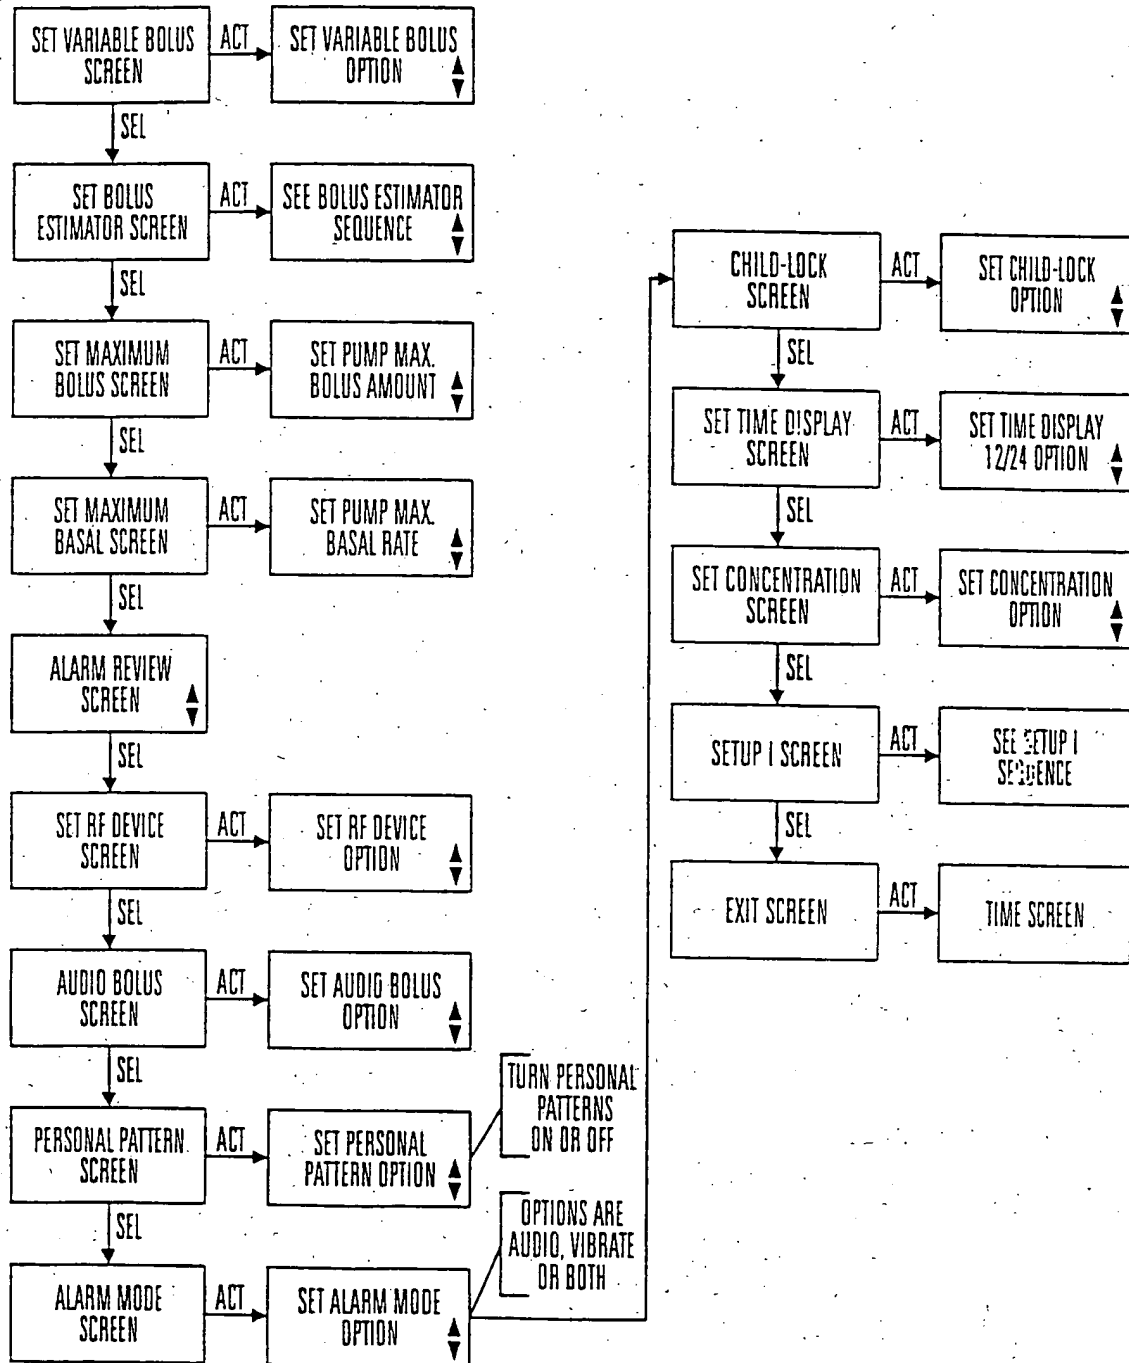 SET VARIABLE BOLUS
SCREEN
ACT
SET VARIABLE BOLUS
OPTION
SEL
SET BOLUS
ESTIMATOR SCREEN
ACT
SEE BOLUS ESTIMATOR
SEQUENCE
SEL
SET MAXIMUM
BOLUS SCREEN
ACT
SET PUMP MAX.
BOLUS AMOUNT
SEL
SET MAXIMUM
BASAL SCREEN
ACT
SET PUMP MAX.
BASAL RATE
SEL
ALARM REVIEW
SCREEN
SEL
SET RF DEVICE
SCREEN
ACT
SET RF DEVICE
OPTION
SEL
AUDIO BOLUS
SCREEN
ACT
SET AUDIO BOLUS
OPTION
SEL
PERSONAL PATTERN
SCREEN
ACT
SET PERSONAL
PATTERN OPTION
TURN PERSONAL
PATTERNS
ON OR OFF
SEL
ALARM MODE
SCREEN
ACT
SET ALARM MODE
OPTION
OPTIONS ARE
AUDIO, VIBRATE
OR BOTH
CHILD-LOCK
SCREEN
ACT
SET CHILD-LOCK
OPTION
SEL
SET TIME DISPLAY
SCREEN
ACT
SET TIME DISPLAY
12/24 OPTION
SEL
SET CONCENTRATION
SCREEN
ACT
SET CONCENTRATION
OPTION
SEL
SETUP I SCREEN
ACT
SEE SETUP I
SEQUENCE
SEL
EXIT SCREEN
ACT
TIME SCREEN